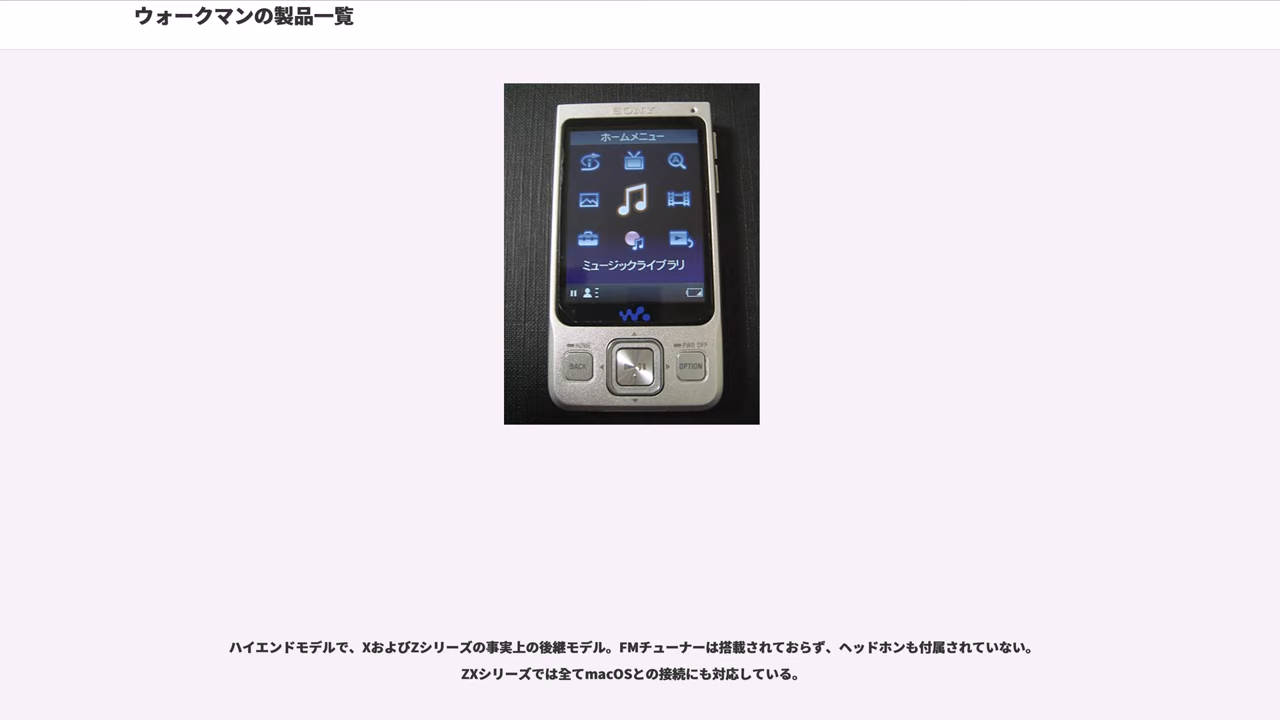 ウォークマンの製品一覧
SONY
ホームメニュー
ミュージックライブラリ
HOME
PWD OFF
BACK
OPTION
ハイエンドモデルで、XおよびZシリーズの事実上の後継モデル。FMチューナーは搭載されておらず、ヘッドホンも付属されていない。
ZXシリーズでは全てmacOSとの接続にも対応している。